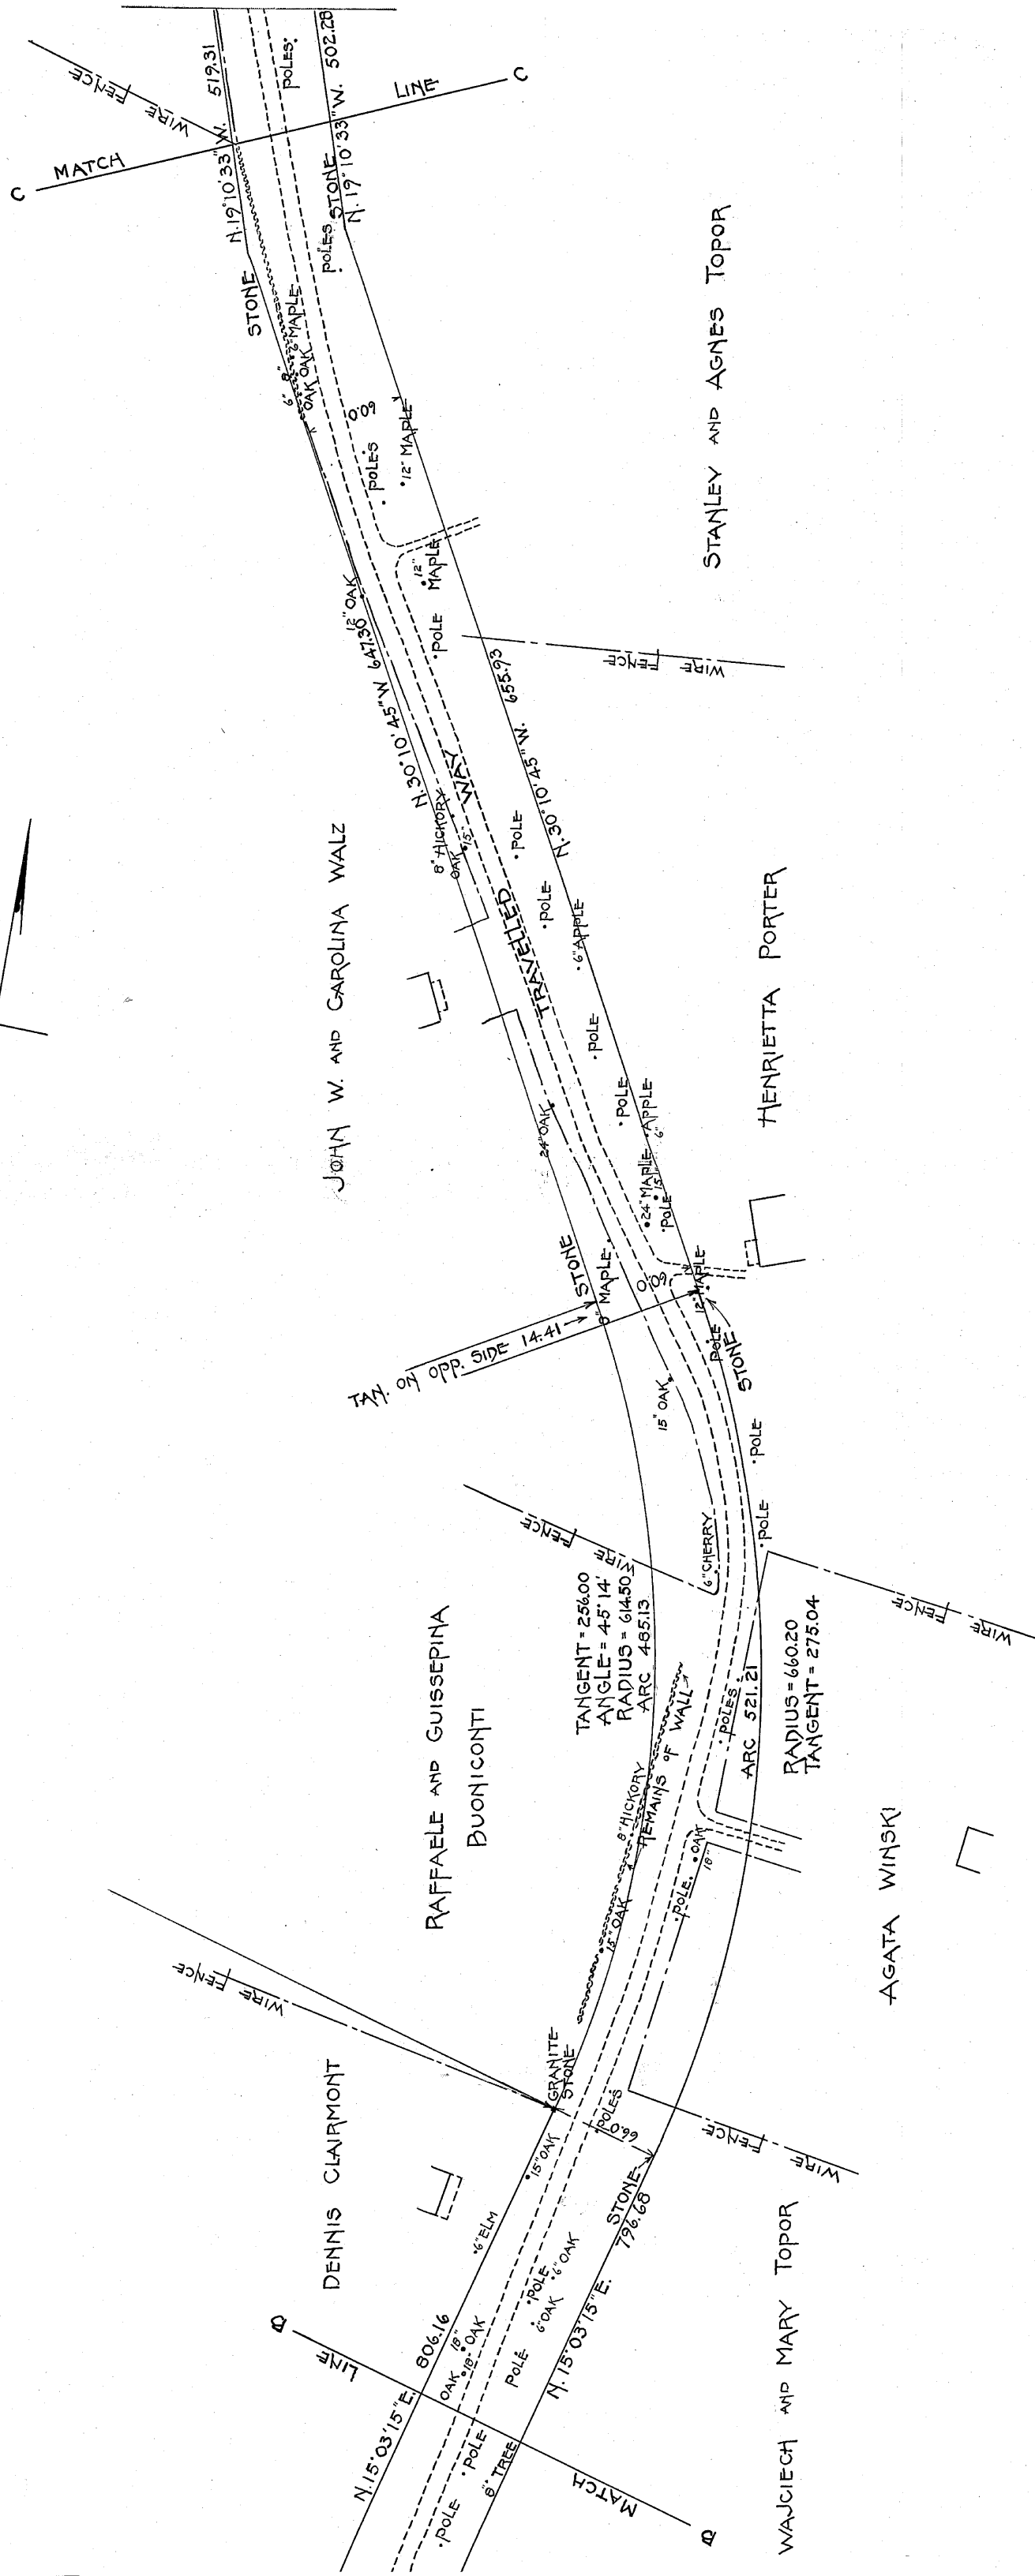 519.31
502.28
POLES.
WIRE FENCE
C MATCH LINE C
N.19°10'33"W.
N.19°10'33"W.
STONE
STONE
POLES
6" 8" 6" MAPLE
OAK OAK
60.0
POLES
12" MAPLE
12" MAPLE
POLE
12" OAK
N.30°10'45"W 647.30
WIRE FENCE
STANLEY AND AGNES TOPOR
N.30°10'45"W. 655.93
8" HICKORY
OAK 15"
TRAVELLED WAY
POLE
POLE
6" APPLE
JOHN W. AND CAROLINA WALZ
HENRIETTA PORTER
POLE
POLE
24" OAK
APPLE
6"
24" MAPLE
15"
POLE
STONE
8" MAPLE
60.0
12" MAPLE
TAN. ON OPP. SIDE 14.41
POLE
STONE
15" OAK
POLE
POLE
WIRE FENCE
6" CHERRY
WIRE FENCE
TANGENT = 256.00
ANGLE = 45°14'
RADIUS = 614.50
ARC 485.13
RAFFAELE AND GUISSEPINA
BUONICONTI
REMAINS OF WALL
POLES
ARC 521.21
RADIUS = 660.20
TANGENT = 275.04
8" HICKORY
15" OAK
POLE
OAK
18"
AGATA WINSKI
WIRE FENCE
GRANITE
STONE
POLES
66.0
WIRE FENCE
DENNIS CLAIRMONT
15" OAK
6" ELM
STONE
796.68
6" OAK
POLE
6" OAK
POLE
N.15°03'15"E.
WAJCIECH AND MARY TOPOR
806.16
N.15°03'15"E.
18" OAK
OAK 18"
B LINE MATCH B
POLE
8" TREE
POLE